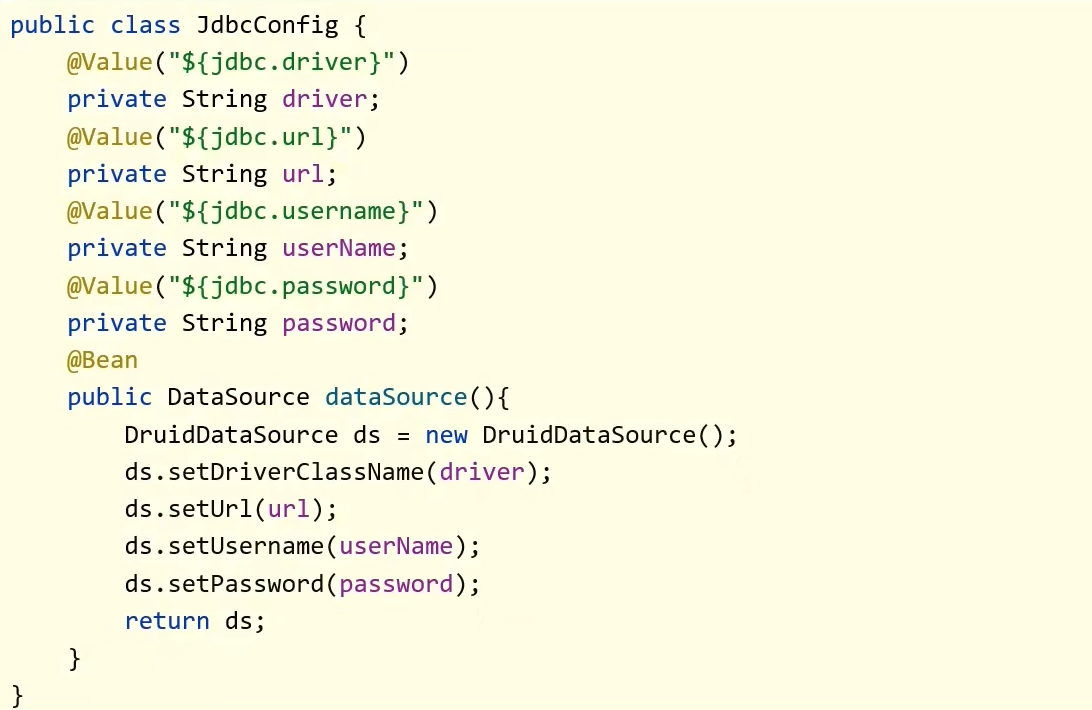 public class JdbcConfig {
    @Value("${jdbc.driver}")
    private String driver;
    @Value("${jdbc.url}")
    private String url;
    @Value("${jdbc.username}")
    private String userName;
    @Value("${jdbc.password}")
    private String password;
    @Bean
    public DataSource dataSource(){
        DruidDataSource ds = new DruidDataSource();
        ds.setDriverClassName(driver);
        ds.setUrl(url);
        ds.setUsername(userName);
        ds.setPassword(password);
        return ds;
    }
}